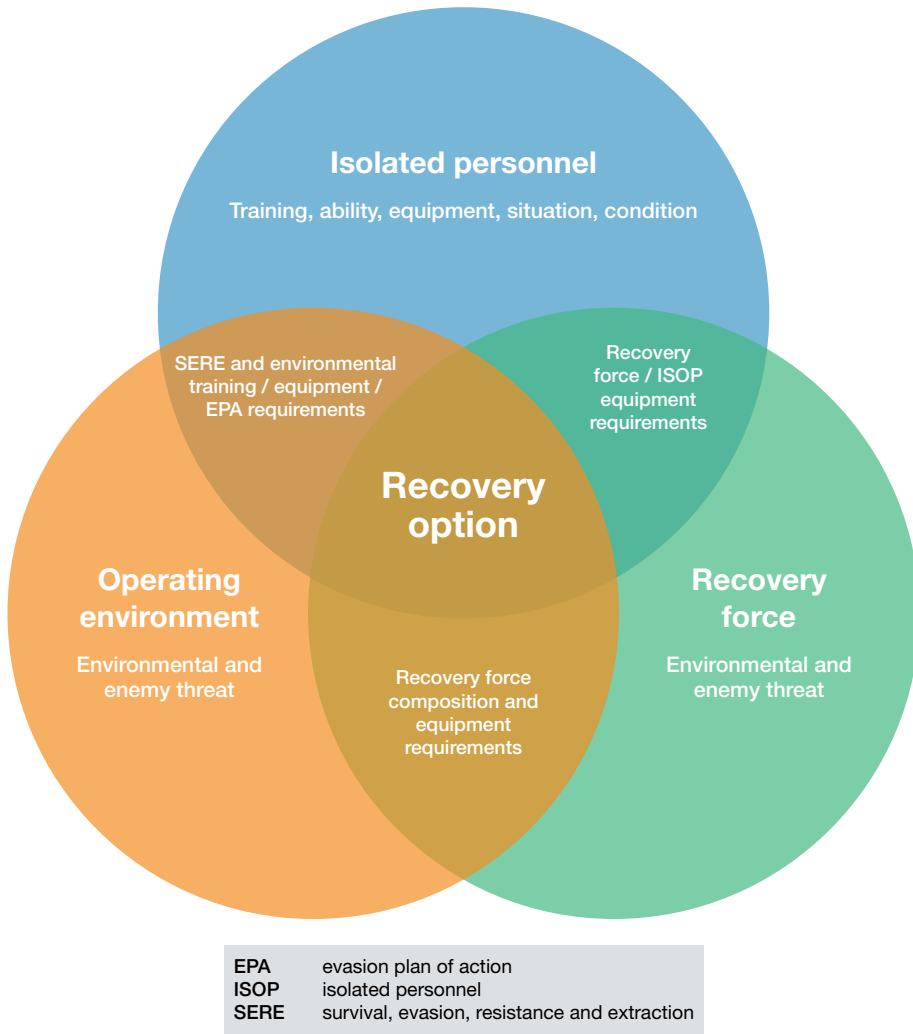 Isolated personnel
Training, ability, equipment, situation, condition
SERE and environmental
training / equipment /
EPA requirements
Recovery
force / ISOP
equipment
requirements
Recovery
option
Operating
environment
Environmental and
enemy threat
Recovery
force
Environmental and
enemy threat
Recovery force
composition and
equipment
requirements
EPA evasion plan of action
ISOP isolated personnel
SERE survival, evasion, resistance and extraction